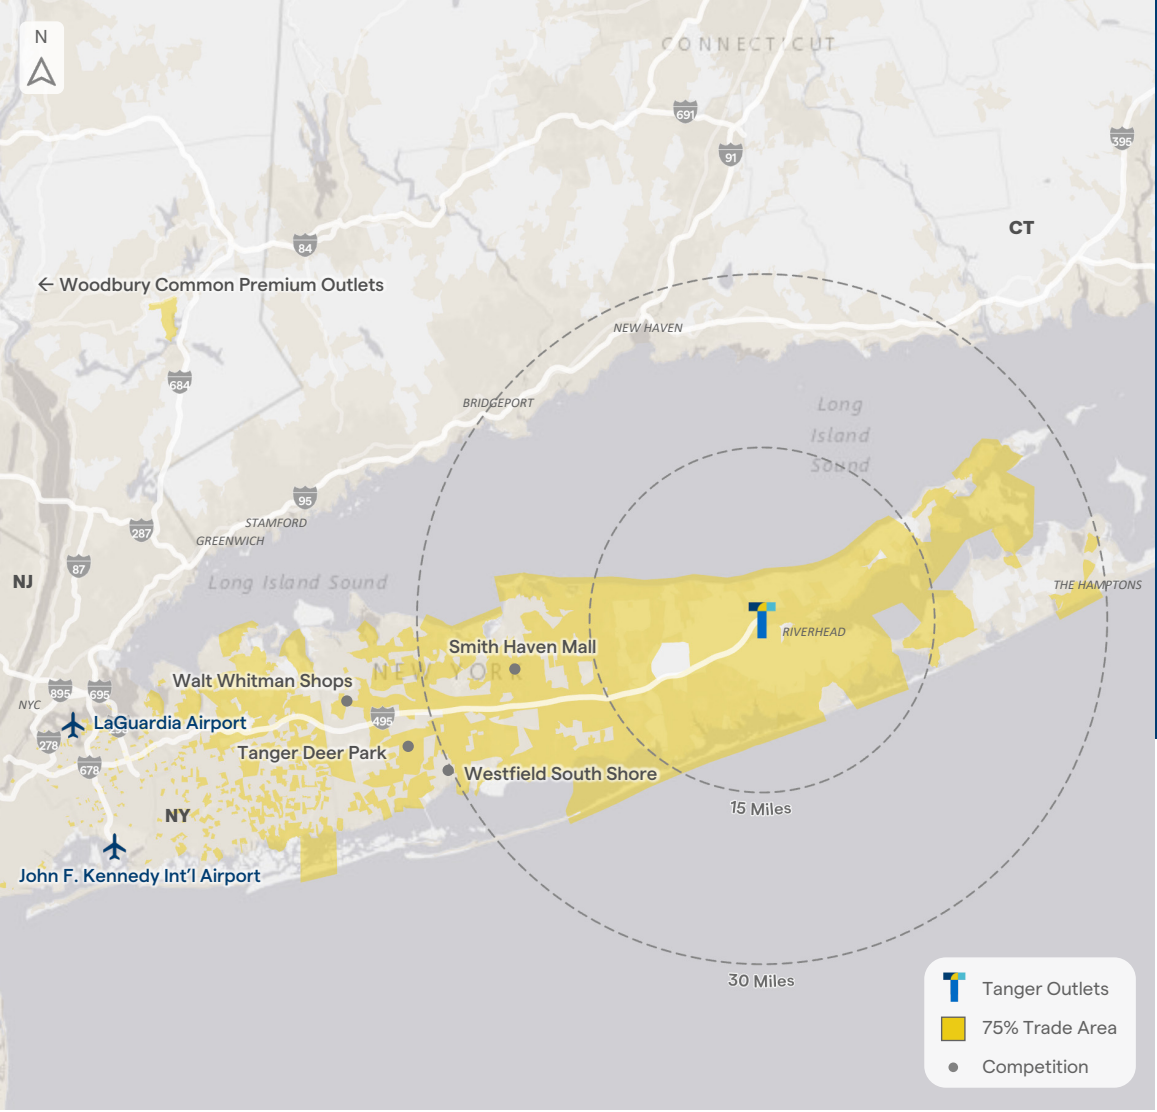 N
CONNECTICUT
691
91
395
CT
84
← Woodbury Common Premium Outlets
NEW HAVEN
684
BRIDGEPORT
Long
Island
Sound
95
STAMFORD
287
GREENWICH
87
NJ
Long Island Sound
THE HAMPTONS
RIVERHEAD
Smith Haven Mall
NEW YORK
Walt Whitman Shops
895
695
NYC
495
LaGuardia Airport
278
Tanger Deer Park
678
Westfield South Shore
15 Miles
NY
John F. Kennedy Int'l Airport
30 Miles
Tanger Outlets
75% Trade Area
Competition